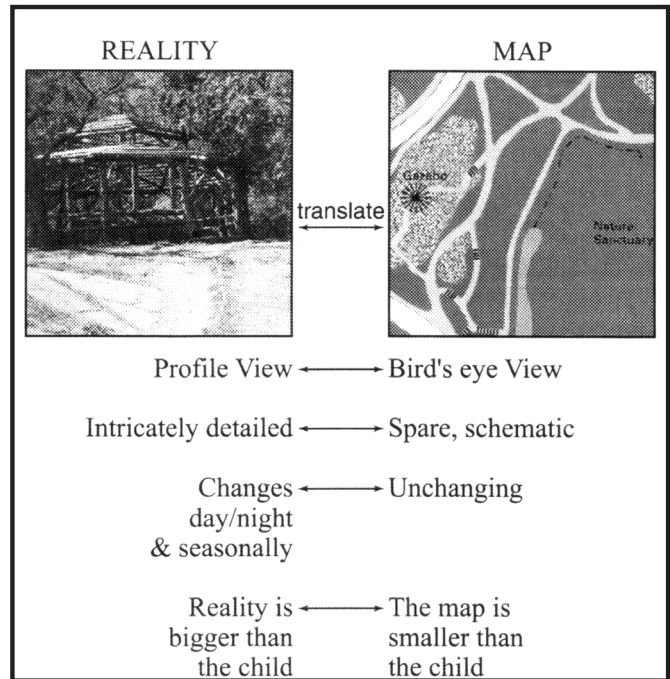 REALITY
MAP
Gazebo
translate
Nature
Sanctuary
Profile View
Bird's eye View
Intricately detailed
Spare, schematic
Changes
day/night
& seasonally
Unchanging
Reality is
bigger than
the child
The map is
smaller than
the child